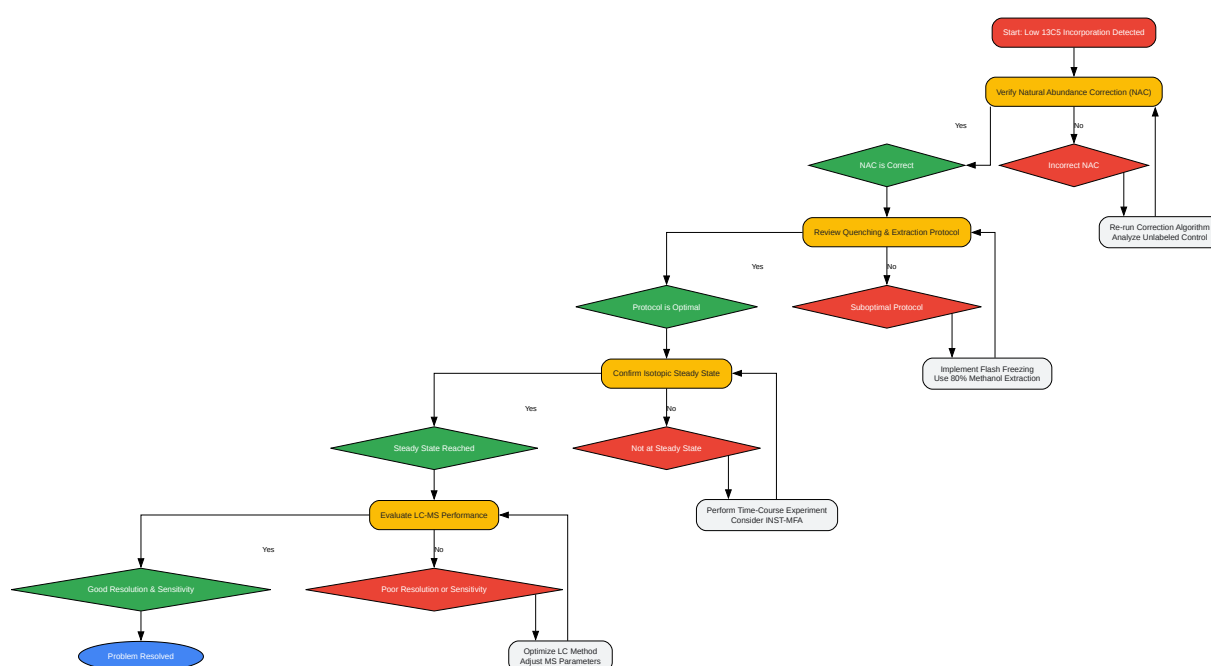 Start: Low 13C5 Incorporation Detected
Verify Natural Abundance Correction (NAC)
Yes
No
NAC is Correct
Incorrect NAC
Re-run Correction Algorithm
Analyze Unlabeled Control
Review Quenching & Extraction Protocol
Yes
No
Protocol is Optimal
Suboptimal Protocol
Implement Flash Freezing
Use 80% Methanol Extraction
Confirm Isotopic Steady State
Yes
No
Steady State Reached
Not at Steady State
Perform Time-Course Experiment
Consider INST-MFA
Evaluate LC-MS Performance
Yes
No
Good Resolution & Sensitivity
Poor Resolution or Sensitivity
Optimize LC Method
Adjust MS Parameters
Problem Resolved